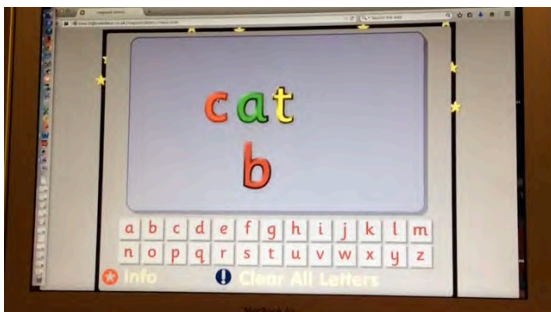 cat
b
a b c d e f g h i j k l m
n o p q r s t u v w x y z
Info
Clear All Letters